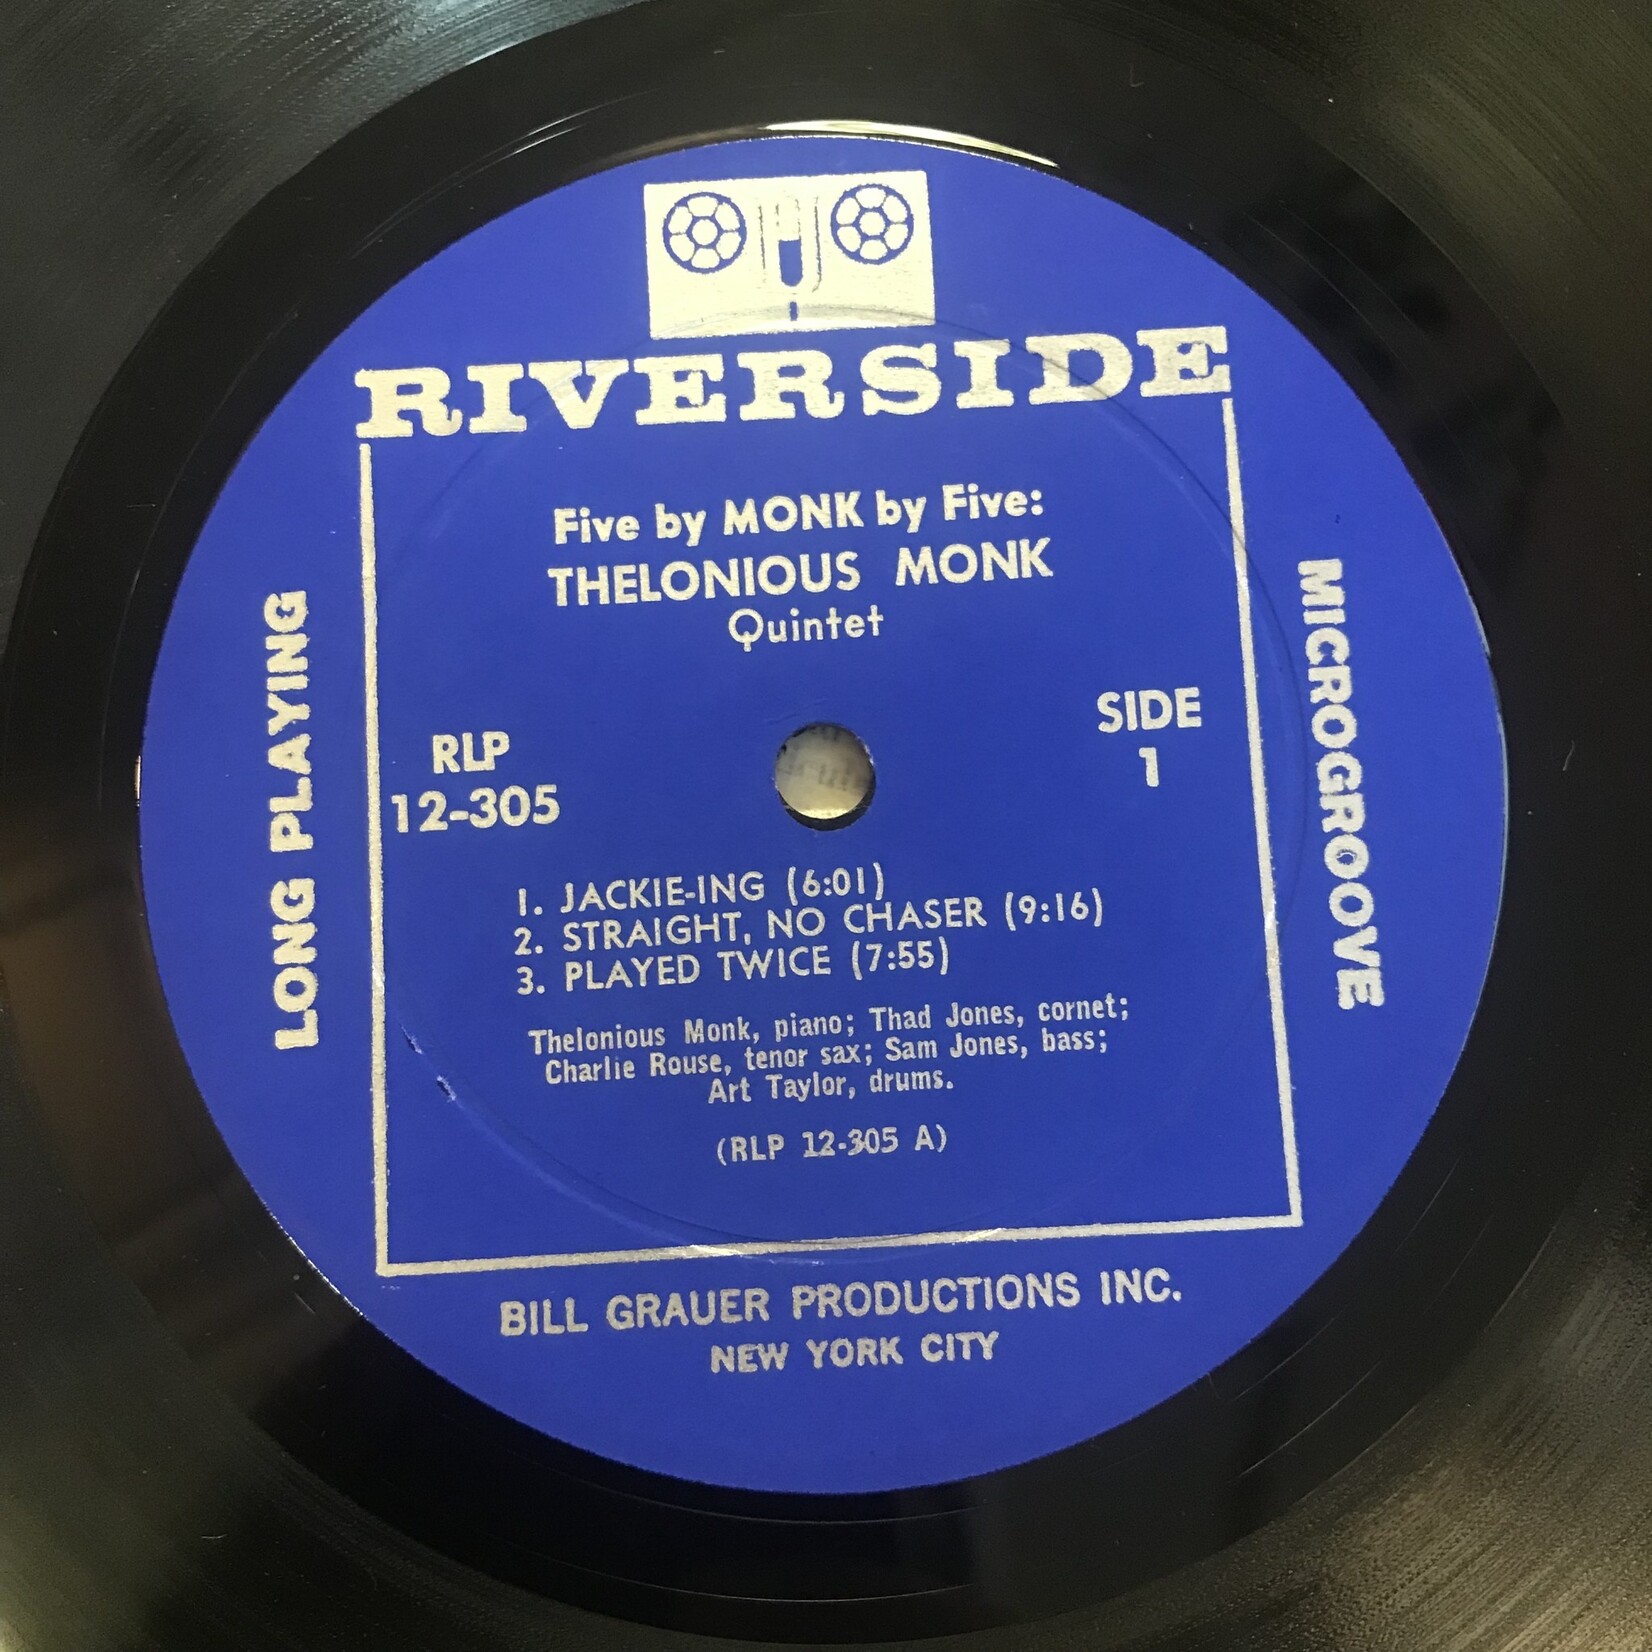 RIVERSIDE
Five by MONK by Five:
THELONIOUS MONK
Quintet
LONG PLAYING
MICROGROOVE
RLP
12-305
SIDE
1
1. JACKIE-ING (6:01)
2. STRAIGHT, NO CHASER (9:16)
3. PLAYED TWICE (7:55)
Thelonious Monk, piano; Thad Jones, cornet;
Charlie Rouse, tenor sax; Sam Jones, bass;
Art Taylor, drums.
(RLP 12-305 A)
BILL GRAUER PRODUCTIONS INC.
NEW YORK CITY